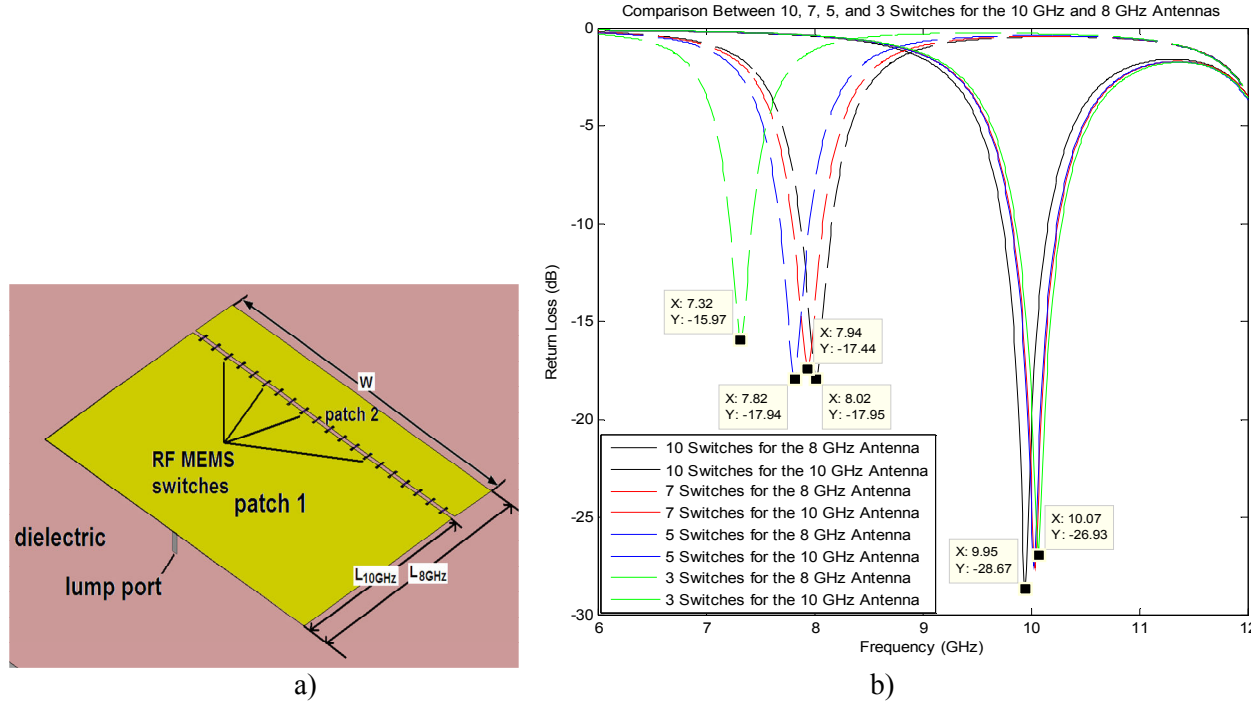 W
patch 2
RF MEMS
switches
patch 1
dielectric
lump port
L10GHz
L8GHz
a)
Comparison Between 10, 7, 5, and 3 Switches for the 10 GHz and 8 GHz Antennas
Return Loss (dB)
0
-5
-10
-15
-20
-25
-30
X: 7.32
Y: -15.97
X: 7.94
Y: -17.44
X: 7.82
Y: -17.94
X: 8.02
Y: -17.95
X: 10.07
Y: -26.93
X: 9.95
Y: -28.67
10 Switches for the 8 GHz Antenna
10 Switches for the 10 GHz Antenna
7 Switches for the 8 GHz Antenna
7 Switches for the 10 GHz Antenna
5 Switches for the 8 GHz Antenna
5 Switches for the 10 GHz Antenna
3 Switches for the 8 GHz Antenna
3 Switches for the 10 GHz Antenna
6 7 8 9 10 11 12
Frequency (GHz)
b)